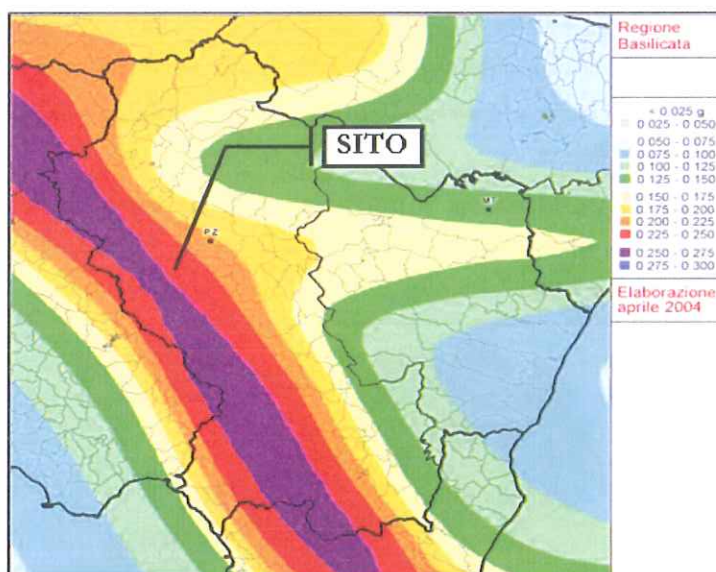 Regione
Basilicata
< 0.025 g
0.025 - 0.050
0.050 - 0.075
0.075 - 0.100
0.100 - 0.125
0.125 - 0.150
0.150 - 0.175
0.175 - 0.200
0.200 - 0.225
0.225 - 0.250
0.250 - 0.275
0.275 - 0.300
Elaborazione
aprile 2004
SITO
PZ
MT